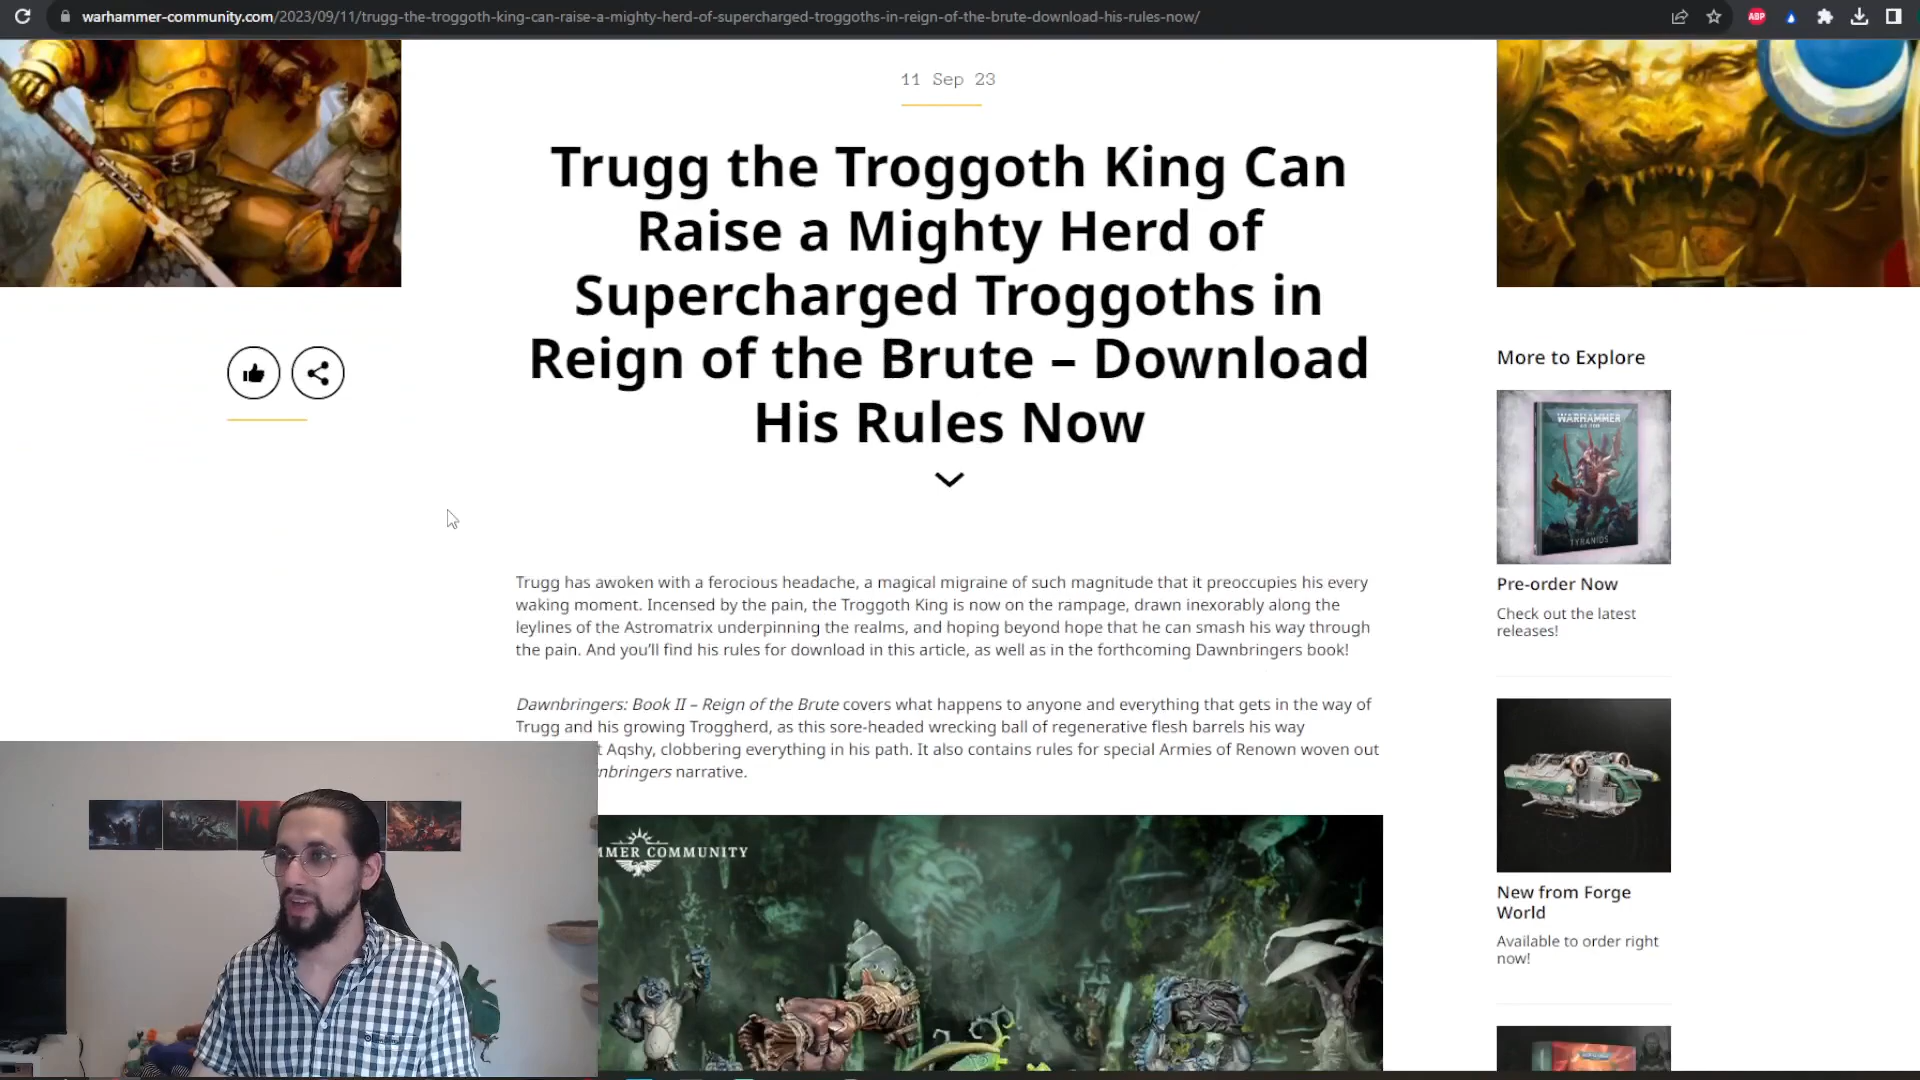 warhammer-community.com/2023/09/11/trugg-the-troggoth-king-can-raise-a-mighty-herd-of-supercharged-troggoths-in-reign-of-the-brute-download-his-rules-now/
ABP
11 Sep 23
Trugg the Troggoth King Can
Raise a Mighty Herd of
Supercharged Troggoths in
Reign of the Brute – Download
His Rules Now
Trugg has awoken with a ferocious headache, a magical migraine of such magnitude that it preoccupies his every
waking moment. Incensed by the pain, the Troggoth King is now on the rampage, drawn inexorably along the
leylines of the Astromatrix underpinning the realms, and hoping beyond hope that he can smash his way through
the pain. And you’ll find his rules for download in this article, as well as in the forthcoming Dawnbringers book!
Dawnbringers: Book II – Reign of the Brute covers what happens to anyone and everything that gets in the way of
Trugg and his growing Troggherd, as this sore-headed wrecking ball of regenerative flesh barrels his way
t Aqshy, clobbering everything in his path. It also contains rules for special Armies of Renown woven out
nbringers narrative.
MMER COMMUNITY
More to Explore
WARHAMMER
TYRANIDS
Pre-order Now
Check out the latest
releases!
New from Forge
World
Available to order right
now!